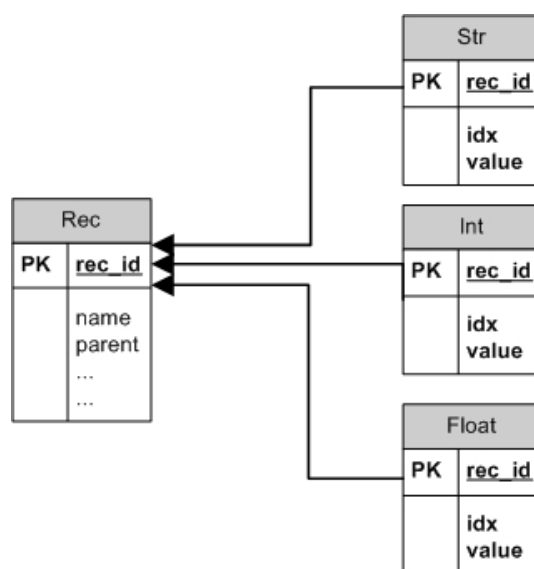 Str
PK rec_id
idx
value
Rec
PK rec_id
name
parent
...
...
Int
PK rec_id
idx
value
Float
PK rec_id
idx
value